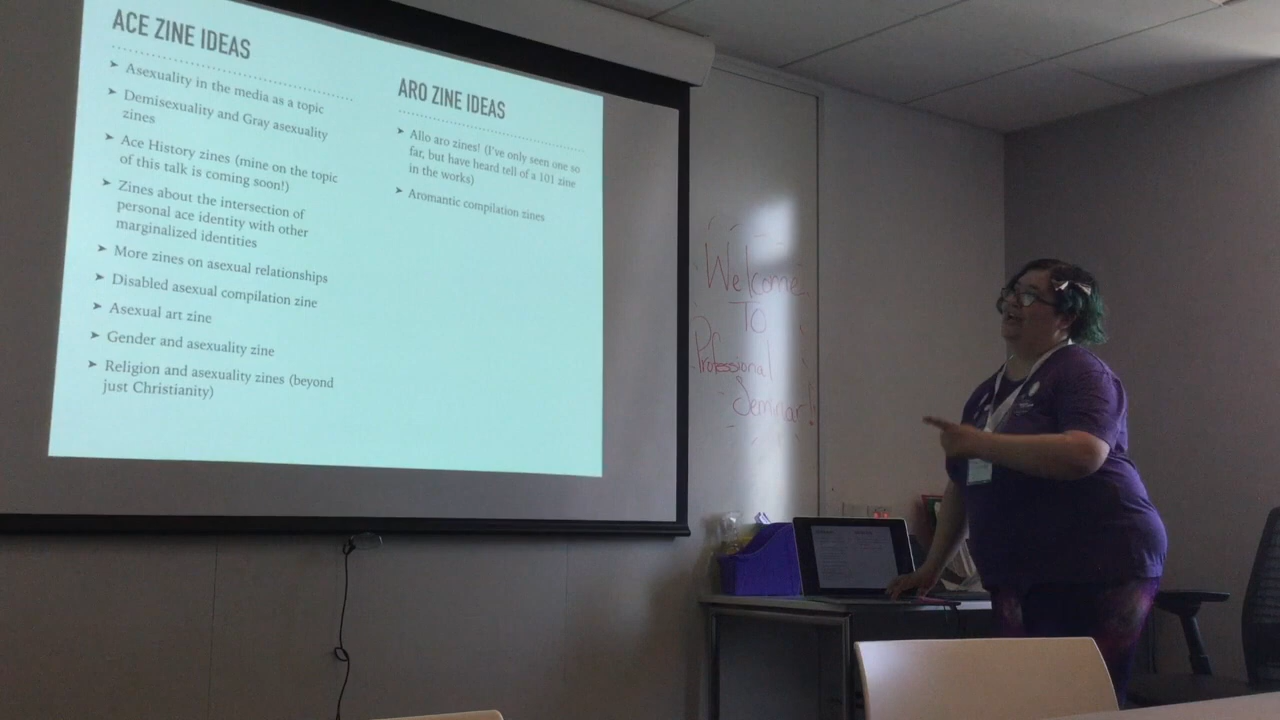 ACE ZINE IDEAS
➤ Asexuality in the media as a topic
➤ Demisexuality and Gray asexuality
zines
➤ Ace History zines (mine on the topic
of this talk is coming soon!)
➤ Zines about the intersection of
personal ace identity with other
marginalized identities
➤ More zines on asexual relationships
➤ Disabled asexual compilation zine
➤ Asexual art zine
➤ Gender and asexuality zine
➤ Religion and asexuality zines (beyond
just Christianity)
ARO ZINE IDEAS
➤ Allo aro zines! (I've only seen one so
far, but have heard tell of a 101 zine
in the works)
➤ Aromantic compilation zines
Welcome
To
Professional
Seminar!